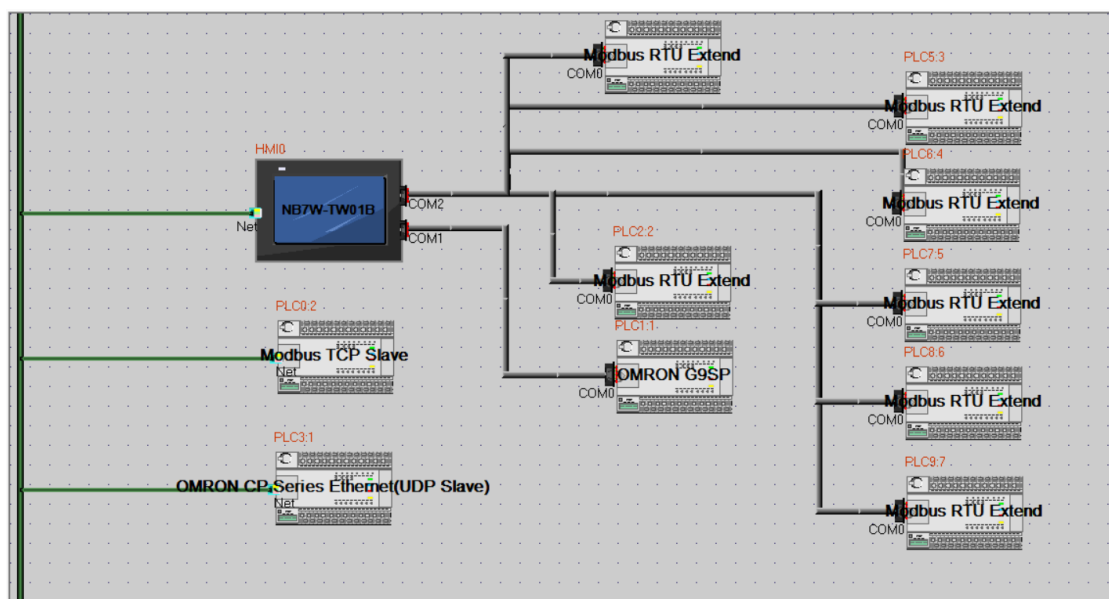 Modbus RTU Extend
COM0
PLC5:3
Modbus RTU Extend
COM0
HMI0
NB7W-TW01B
Net
COM2
COM1
PLC6:4
Modbus RTU Extend
COM0
PLC2:2
Modbus RTU Extend
COM0
PLC7:5
Modbus RTU Extend
COM0
PLC0:2
Modbus TCP Slave
Net
PLC1:1
OMRON G9SP
COM0
PLC8:6
Modbus RTU Extend
COM0
PLC3:1
OMRON CP Series Ethernet(UDP Slave)
Net
PLC9:7
Modbus RTU Extend
COM0